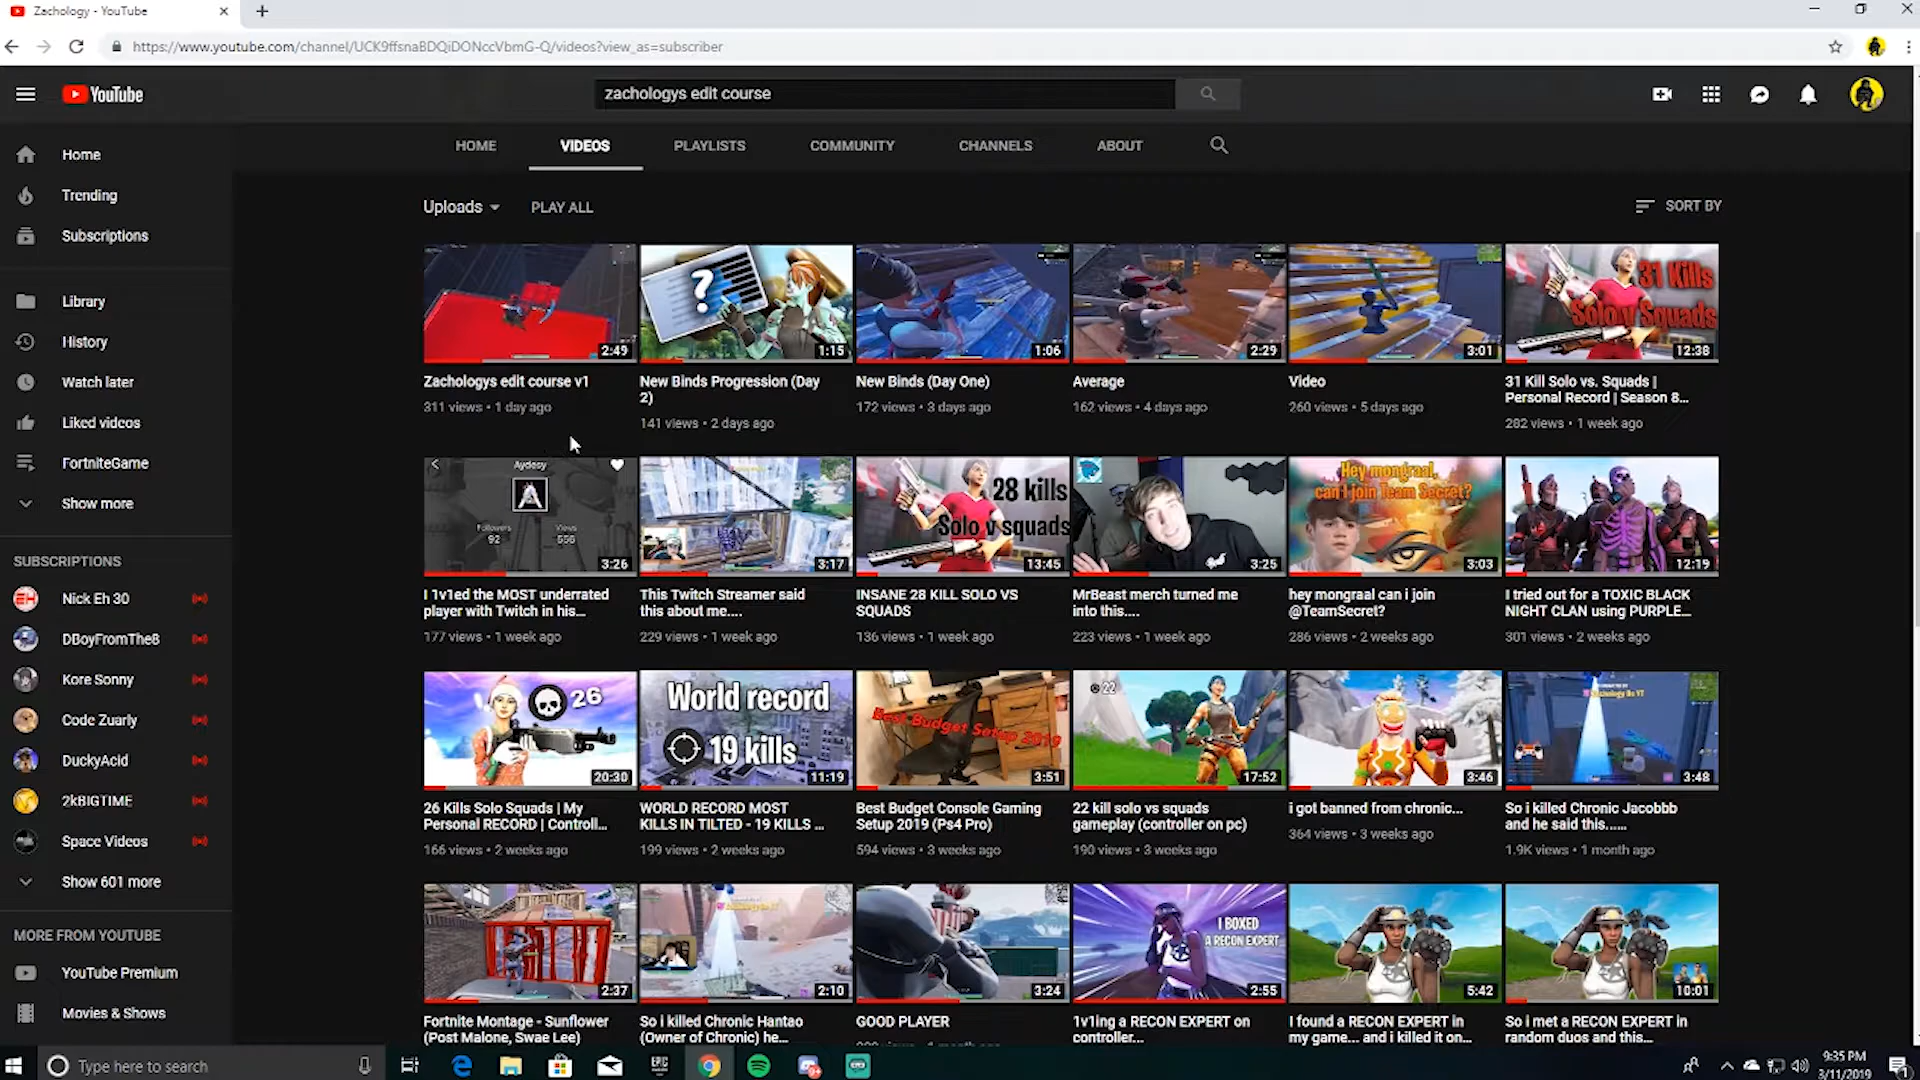 Zachology - YouTube
https://www.youtube.com/channel/UCK9ffsnaBDQiDONccVbmG-Q/videos?view_as=subscriber
YouTube
zachologys edit course
HOME VIDEOS PLAYLISTS COMMUNITY CHANNELS ABOUT
Home
Trending
Subscriptions
Library
History
Watch later
Liked videos
FortniteGame
Show more
SUBSCRIPTIONS
Nick Eh 30
DBoyFromThe8
Kore Sonny
Code Zuarly
DuckyAcid
2kBIGTIME
Space Videos
Show 601 more
MORE FROM YOUTUBE
YouTube Premium
Movies & Shows
Uploads PLAY ALL SORT BY
2:49
?
1:15
1:06
2:29
3:01
31 Kills
Solo v Squads
12:38
Zachologys edit course v1
311 views • 1 day ago
New Binds Progression (Day
2)
141 views • 2 days ago
New Binds (Day One)
172 views • 3 days ago
Average
162 views • 4 days ago
Video
260 views • 5 days ago
31 Kill Solo vs. Squads |
Personal Record | Season 8...
282 views • 1 week ago
Aydesy
A
Followers
92
Views
556
3:26
3:17
28 kills
Solo v squads
13:45
3:25
Hey mongraal,
can I join Team Secret?
3:03
12:19
I 1v1ed the MOST underrated
player with Twitch in his...
177 views • 1 week ago
This Twitch Streamer said
this about me....
229 views • 1 week ago
INSANE 28 KILL SOLO VS
SQUADS
136 views • 1 week ago
MrBeast merch turned me
into this....
223 views • 1 week ago
hey mongraal can i join
@TeamSecret?
286 views • 2 weeks ago
I tried out for a TOXIC BLACK
NIGHT CLAN using PURPLE...
301 views • 2 weeks ago
26
20:30
World record
19 kills
11:19
Best Budget Setup 2019
3:51
22
17:52
3:46
3:48
26 Kills Solo Squads | My
Personal RECORD | Controll...
166 views • 2 weeks ago
WORLD RECORD MOST
KILLS IN TILTED - 19 KILLS ...
199 views • 2 weeks ago
Best Budget Console Gaming
Setup 2019 (Ps4 Pro)
594 views • 3 weeks ago
22 kill solo vs squads
gameplay (controller on pc)
190 views • 3 weeks ago
i got banned from chronic...
364 views • 3 weeks ago
So i killed Chronic Jacobbb
and he said this......
1.9K views • 1 month ago
2:37
2:10
3:24
I BOXED
A RECON EXPERT
2:55
5:42
10:01
Fortnite Montage - Sunflower
(Post Malone, Swae Lee)
So i killed Chronic Hantao
(Owner of Chronic) he...
GOOD PLAYER
1v1ing a RECON EXPERT on
controller...
I found a RECON EXPERT in
my game... and i killed it on...
So i met a RECON EXPERT in
random duos and this...
Type here to search
EPIC
9:35 PM
3/11/2019